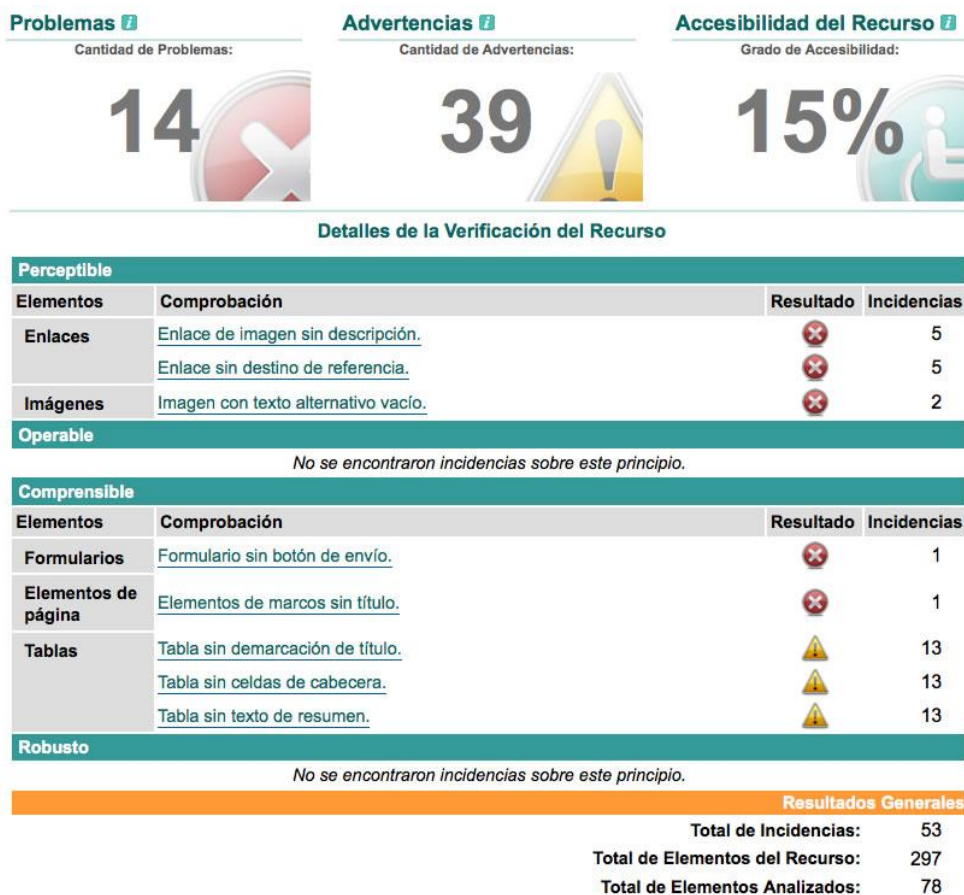 Problemas i Advertencias i Accesibilidad del Recurso i
Cantidad de Problemas: Cantidad de Advertencias: Grado de Accesibilidad:
14 39 15%
Detalles de la Verificación del Recurso
Perceptible
Elementos Comprobación Resultado Incidencias
Enlaces Enlace de imagen sin descripción. 5
Enlace sin destino de referencia. 5
Imágenes Imagen con texto alternativo vacío. 2
Operable
No se encontraron incidencias sobre este principio.
Comprensible
Elementos Comprobación Resultado Incidencias
Formularios Formulario sin botón de envío. 1
Elementos de
página Elementos de marcos sin título. 1
Tablas Tabla sin demarcación de título. 13
Tabla sin celdas de cabecera. 13
Tabla sin texto de resumen. 13
Robusto
No se encontraron incidencias sobre este principio.
Resultados Generales
Total de Incidencias: 53
Total de Elementos del Recurso: 297
Total de Elementos Analizados: 78